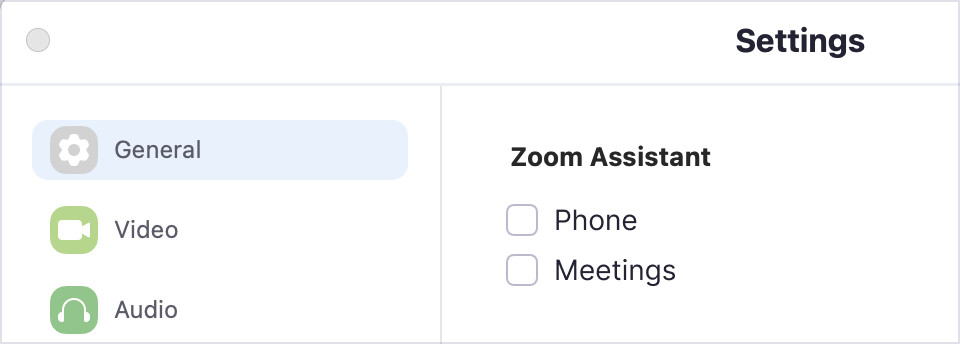 Settings
General
Video
Audio
Zoom Assistant
Phone
Meetings